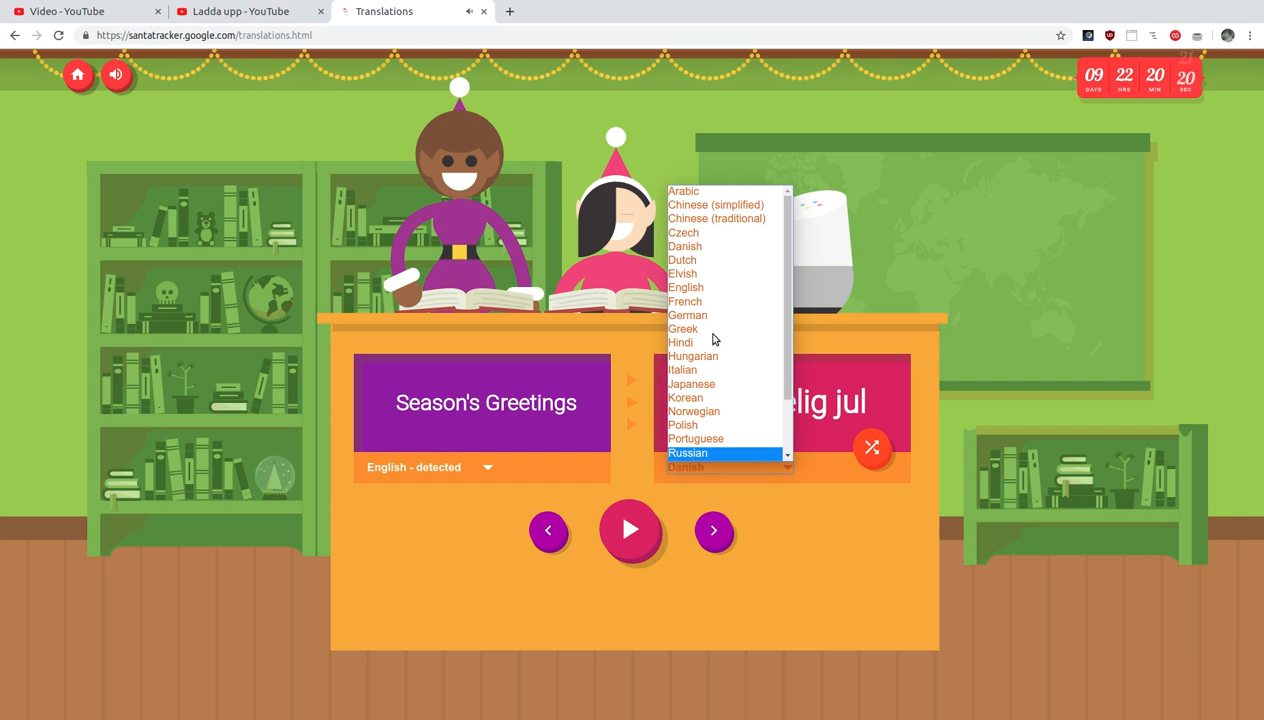 Video - YouTube
Ladda upp - YouTube
Translations
https://santatracker.google.com/translations.html
09 22 20 20
DAYS HRS MIN SEC
Arabic
Chinese (simplified)
Chinese (traditional)
Czech
Danish
Dutch
Elvish
English
French
German
Greek
Hindi
Hungarian
Italian
Japanese
Korean
Norwegian
Polish
Portuguese
Russian
Season's Greetings
elig jul
English - detected
Danish